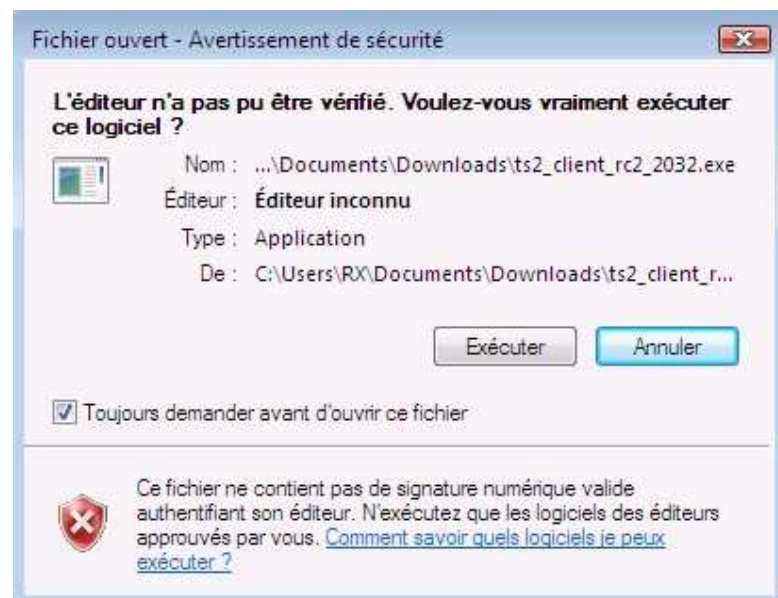 Fichier ouvert - Avertissement de sécurité
L'éditeur n'a pas pu être vérifié. Voulez-vous vraiment exécuter
ce logiciel ?
Nom : ...\Documents\Downloads\ts2_client_rc2_2032.exe
Éditeur : Éditeur inconnu
Type : Application
De : C:\Users\RX\Documents\Downloads\ts2_client_r...
Exécuter Annuler
Toujours demander avant d'ouvrir ce fichier
Ce fichier ne contient pas de signature numérique valide
authentifiant son éditeur. N'exécutez que les logiciels des éditeurs
approuvés par vous. Comment savoir quels logiciels je peux
exécuter ?